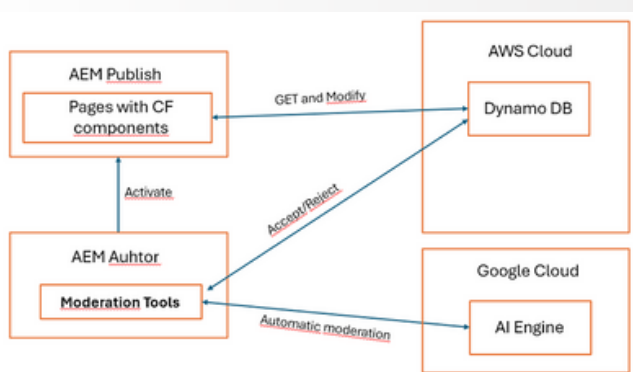 AEM Publish
Pages with CF
components
GET and Modify
AWS Cloud
Dynamo DB
Activate
Accept/Reject
AEM Auhtor
Moderation Tools
Automatic moderation
Google Cloud
AI Engine